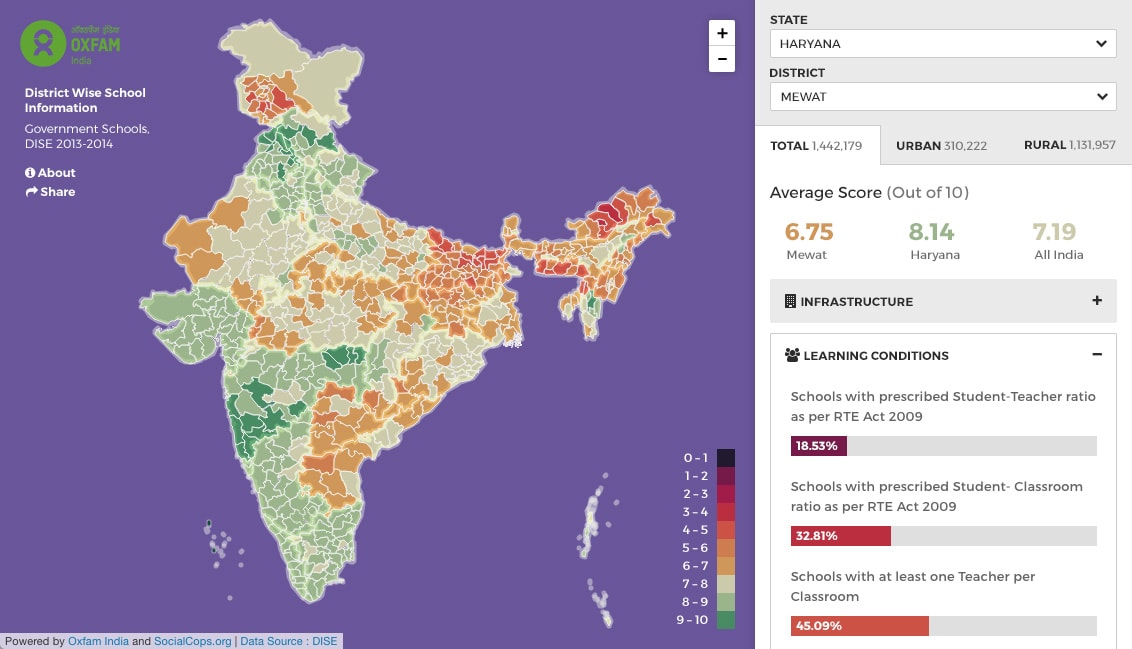 ऑक्सफैम इंडिया
OXFAM
India
District Wise School
Information
Government Schools,
DISE 2013-2014
About
Share
+
−
0 - 1
1 - 2
2 - 3
3 - 4
4 - 5
5 - 6
6 - 7
7 - 8
8 - 9
9 - 10
Powered by Oxfam India and SocialCops.org | Data Source : DISE
STATE
HARYANA
DISTRICT
MEWAT
TOTAL 1,442,179 URBAN 310,222 RURAL 1,131,957
Average Score (Out of 10)
6.75 8.14 7.19
Mewat Haryana All India
INFRASTRUCTURE +
LEARNING CONDITIONS −
Schools with prescribed Student-Teacher ratio
as per RTE Act 2009
18.53%
Schools with prescribed Student- Classroom
ratio as per RTE Act 2009
32.81%
Schools with at least one Teacher per
Classroom
45.09%